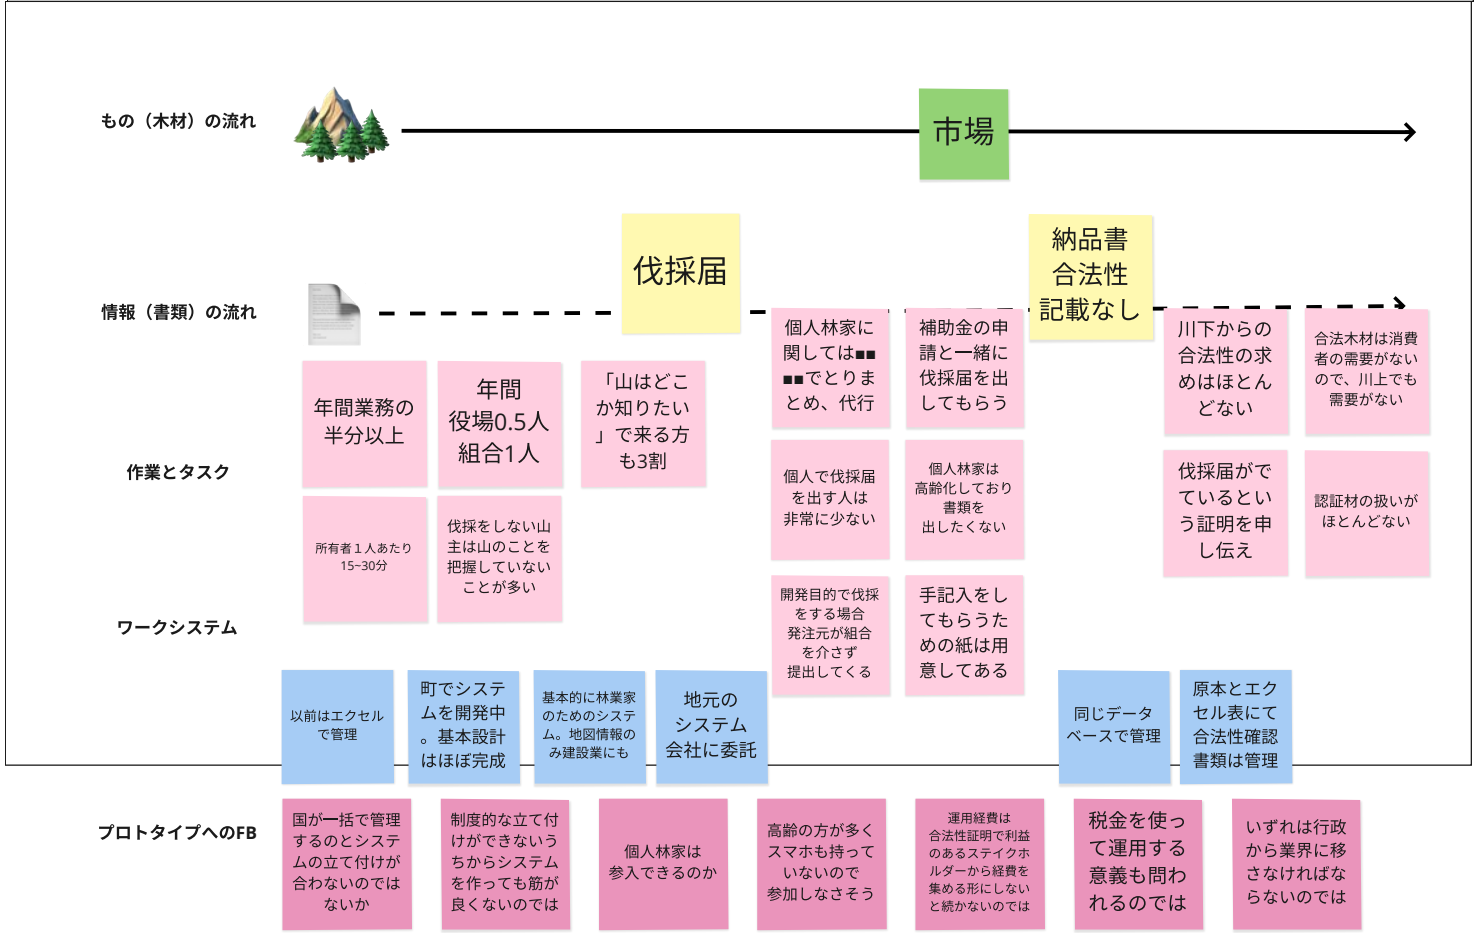 もの（木材）の流れ
市場
情報（書類）の流れ
伐採届
納品書
合法性
記載なし
作業とタスク
年間業務の
半分以上
年間
役場0.5人
組合1人
「山はどこ
か知りたい
」で来る方
も3割
個人林家に
関しては■■
■■でとりま
とめ、代行
補助金の申
請と一緒に
伐採届を出
してもらう
川下からの
合法性の求
めはほとん
どない
合法木材は消費
者の需要がない
ので、川上でも
需要がない
所有者１人あたり
15~30分
伐採をしない山
主は山のことを
把握していない
ことが多い
個人で伐採届
を出す人は
非常に少ない
個人林家は
高齢化しており
書類を
出したくない
伐採届がで
ているとい
う証明を申
し伝え
認証材の扱いが
ほとんどない
開発目的で伐採
をする場合
発注元が組合
を介さず
提出してくる
手記入をし
てもらうた
めの紙は用
意してある
ワークシステム
以前はエクセル
で管理
町でシステ
ムを開発中
。基本設計
はほぼ完成
基本的に林業家
のためのシステ
ム。地図情報の
み建設業にも
地元の
システム
会社に委託
同じデータ
ベースで管理
原本とエク
セル表にて
合法性確認
書類は管理
プロトタイプへのFB
国が一括で管理
するのとシステ
ムの立て付けが
合わないのでは
ないか
制度的な立て付
けができないう
ちからシステム
を作っても筋が
良くないのでは
個人林家は
参入できるのか
高齢の方が多く
スマホも持って
いないので
参加しなさそう
運用経費は
合法性証明で利益
のあるステイクホ
ルダーから経費を
集める形にしない
と続かないのでは
税金を使っ
て運用する
意義も問わ
れるのでは
いずれは行政
から業界に移
さなければな
らないのでは